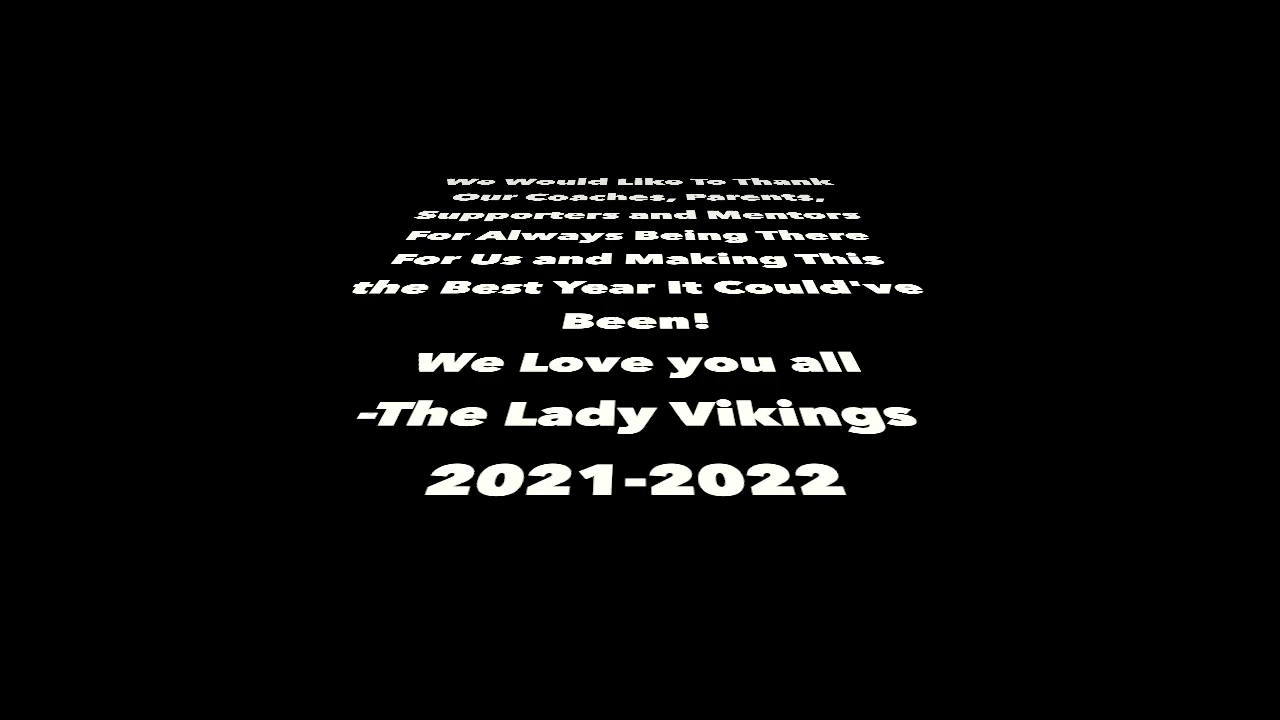 We Would Like To Thank
Our Coaches, Parents,
Supporters and Mentors
For Always Being There
For Us and Making This
the Best Year It Could've
Been!
We Love you all
-The Lady Vikings
2021-2022